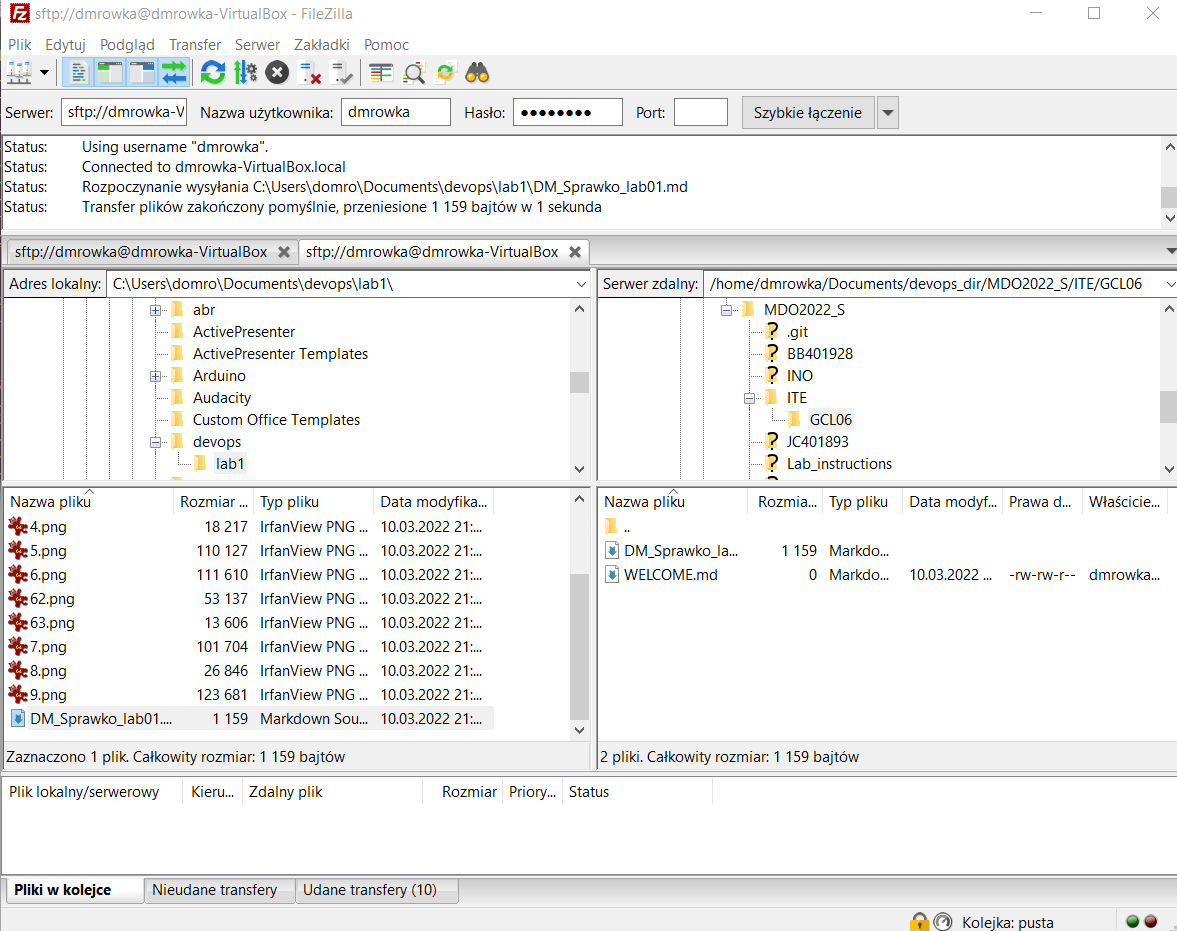 sftp://dmrowka@dmrowka-VirtualBox - FileZilla
Plik Edytuj Podgląd Transfer Serwer Zakładki Pomoc
Serwer: sftp://dmrowka-V Nazwa użytkownika: dmrowka Hasło: ●●●●●●●● Port: Szybkie łączenie
Status: Using username "dmrowka".
Status: Connected to dmrowka-VirtualBox.local
Status: Rozpoczynanie wysyłania C:\Users\domro\Documents\devops\lab1\DM_Sprawko_lab01.md
Status: Transfer plików zakończony pomyślnie, przeniesione 1 159 bajtów w 1 sekunda
sftp://dmrowka@dmrowka-VirtualBox sftp://dmrowka@dmrowka-VirtualBox
Adres lokalny: C:\Users\domro\Documents\devops\lab1\
abr
ActivePresenter
ActivePresenter Templates
Arduino
Audacity
Custom Office Templates
devops
lab1
Nazwa pliku Rozmiar ... Typ pliku Data modyfika...
4.png 18 217 IrfanView PNG ... 10.03.2022 21:...
5.png 110 127 IrfanView PNG ... 10.03.2022 21:...
6.png 111 610 IrfanView PNG ... 10.03.2022 21:...
62.png 53 137 IrfanView PNG ... 10.03.2022 21:...
63.png 13 606 IrfanView PNG ... 10.03.2022 21:...
7.png 101 704 IrfanView PNG ... 10.03.2022 21:...
8.png 26 846 IrfanView PNG ... 10.03.2022 21:...
9.png 123 681 IrfanView PNG ... 10.03.2022 21:...
DM_Sprawko_lab01.... 1 159 Markdown Sou... 10.03.2022 21:...
Zaznaczono 1 plik. Całkowity rozmiar: 1 159 bajtów
Serwer zdalny: /home/dmrowka/Documents/devops_dir/MDO2022_S/ITE/GCL06
MDO2022_S
.git
BB401928
INO
ITE
GCL06
JC401893
Lab_instructions
Nazwa pliku Rozmia... Typ pliku Data modyf... Prawa d... Właścicie...
..
DM_Sprawko_la... 1 159 Markdo...
WELCOME.md 0 Markdo... 10.03.2022 ... -rw-rw-r-- dmrowka...
2 pliki. Całkowity rozmiar: 1 159 bajtów
Plik lokalny/serwerowy Kieru... Zdalny plik Rozmiar Priory... Status
Pliki w kolejce Nieudane transfery Udane transfery (10)
Kolejka: pusta